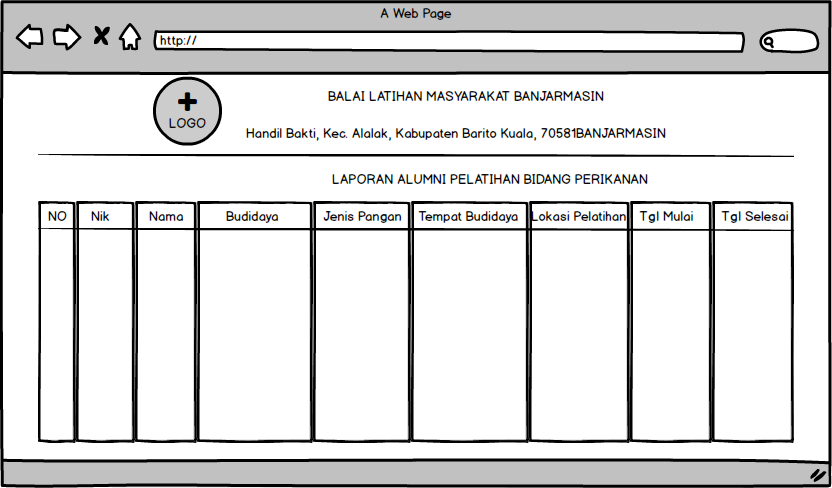 A Web Page
http://
LOGO
BALAI LATIHAN MASYARAKAT BANJARMASIN
Handil Bakti, Kec. Alalak, Kabupaten Barito Kuala, 70581BANJARMASIN
LAPORAN ALUMNI PELATIHAN BIDANG PERIKANAN
NO Nik Nama Budidaya Jenis Pangan Tempat Budidaya Lokasi Pelatihan Tgl Mulai Tgl Selesai